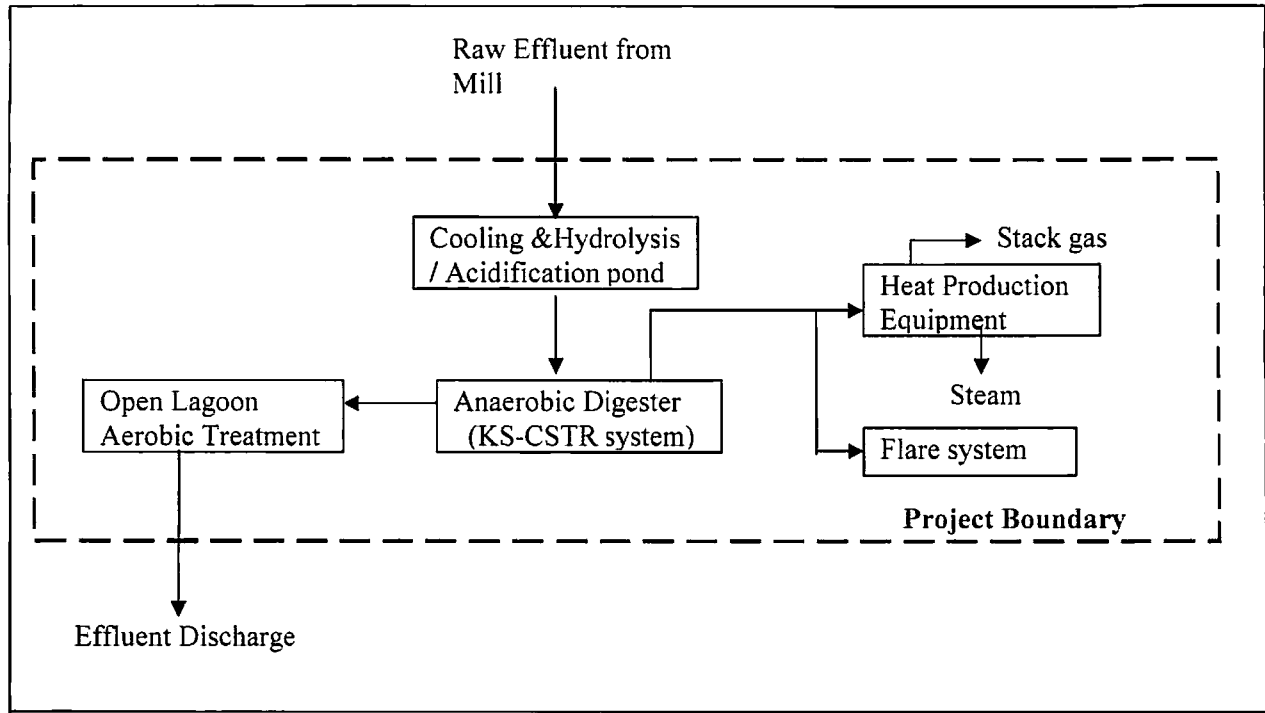 Raw Effluent from
Mill
Cooling &Hydrolysis
/ Acidification pond
Stack gas
Heat Production
Equipment
Steam
Open Lagoon
Aerobic Treatment
Anaerobic Digester
(KS-CSTR system)
Flare system
Project Boundary
Effluent Discharge